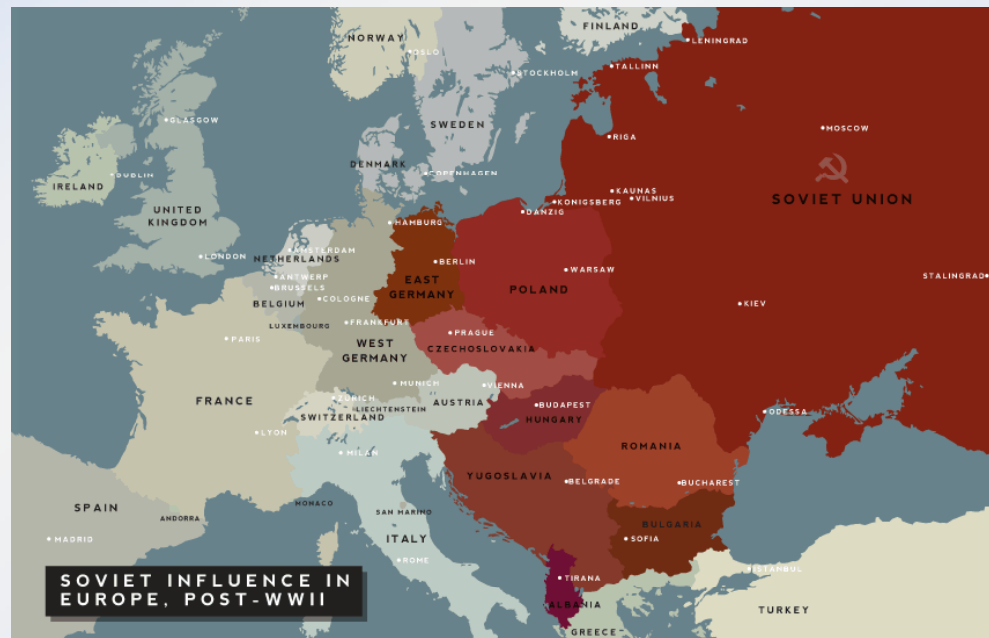 NORWAY
OSLO
FINLAND
LENINGRAD
TALLINN
STOCKHOLM
SWEDEN
GLASGOW
MOSCOW
RIGA
DENMARK
COPENHAGEN
DUBLIN
IRELAND
KAUNAS
VILNIUS
SOVIET UNION
KONIGSBERG
DANZIG
UNITED
KINGDOM
HAMBURG
AMSTERDAM
NETHERLANDS
LONDON
BERLIN
WARSAW
STALINGRAD
ANTWERP
BRUSSELS
EAST
GERMANY
POLAND
BELGIUM
COLOGNE
KIEV
LUXENBOURG
FRANKFURT
PARIS
PRAGUE
WEST
GERMANY
CZECHOSLOVAKIA
MUNICH
VIENNA
FRANCE
ZURICH
LIECHTENSTEIN
AUSTRIA
BUDAPEST
SWITZERLAND
HUNGARY
ODESSA
LYON
MILAN
ROMANIA
YUGOSLAVIA
BELGRADE
BUCHAREST
SPAIN
ANDORRA
MONACO
SAN MARINO
ITALY
BULGARIA
SOFIA
MADRID
ROME
ISTANBUL
TIRANA
ALBANIA
TURKEY
GREECE
SOVIET INFLUENCE IN
EUROPE, POST-WWII